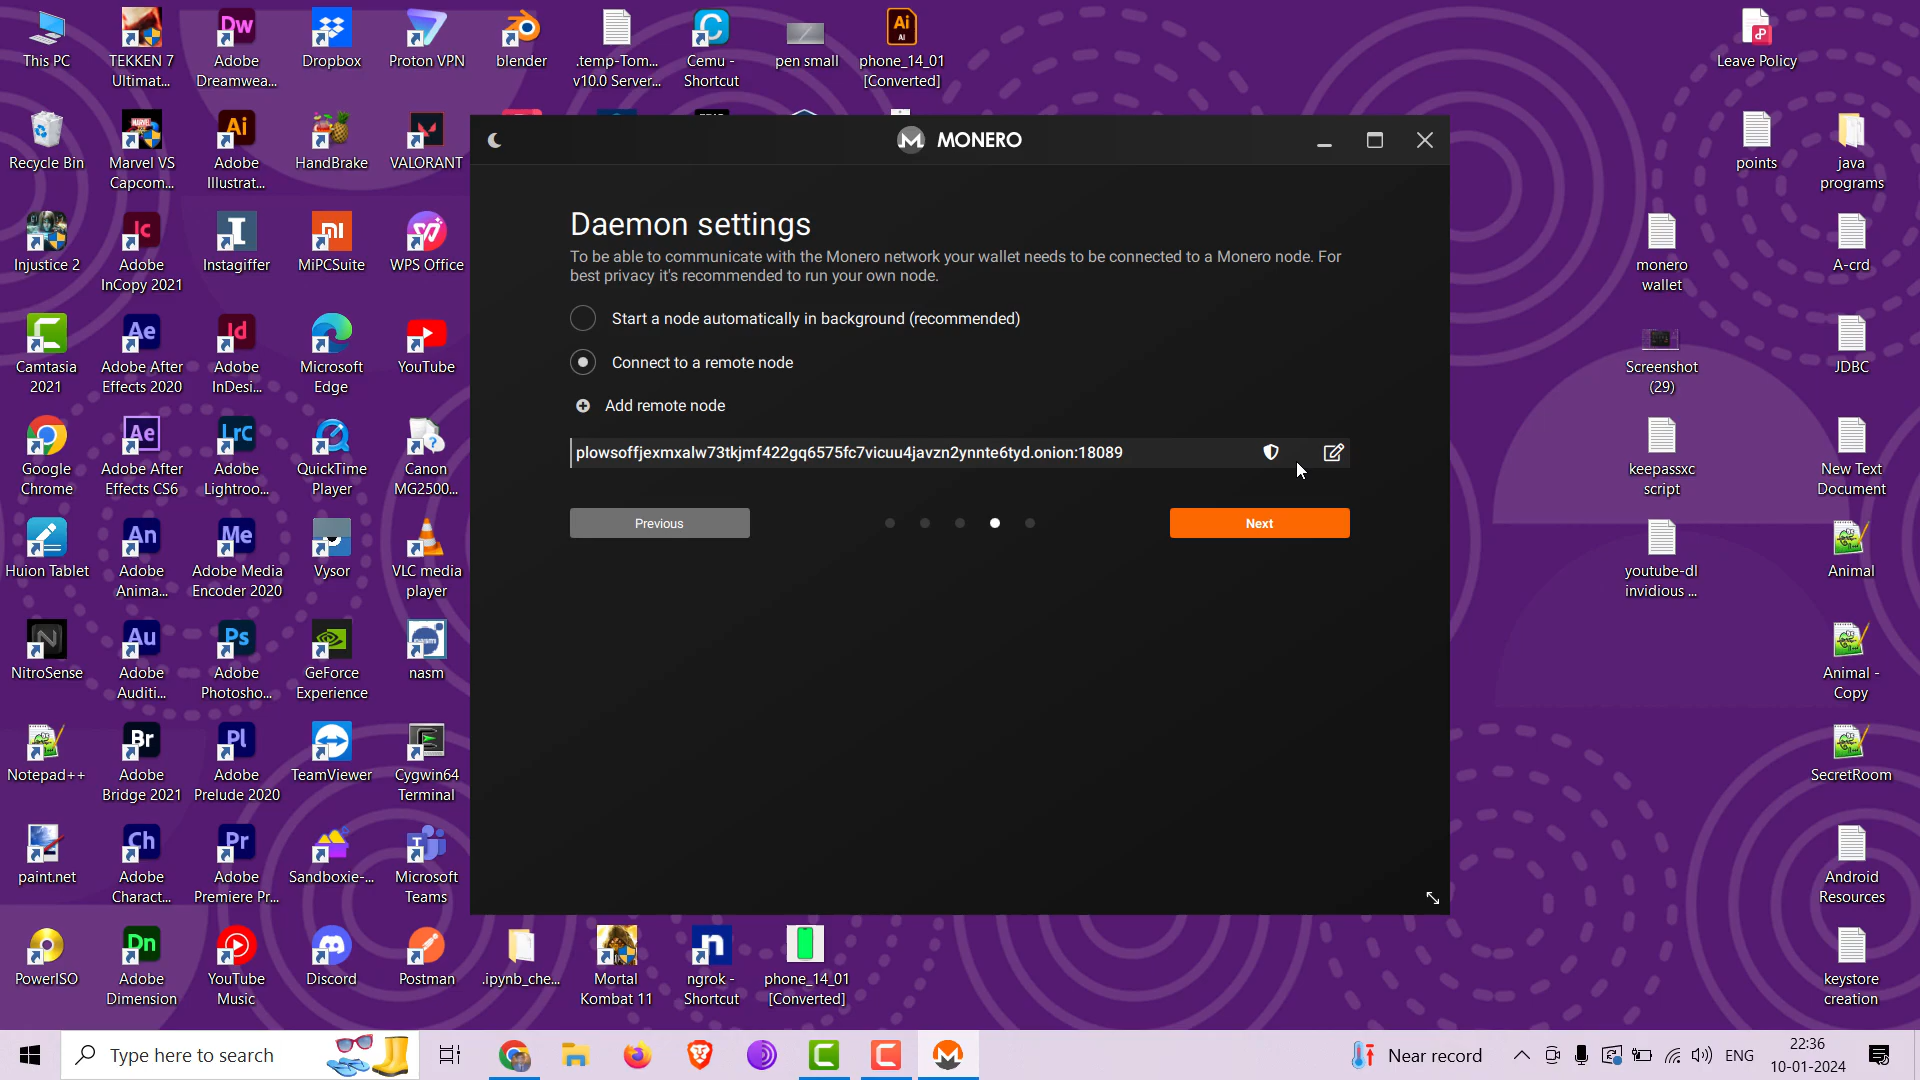 This PC
TEKKEN 7
Ultimat...
Adobe
Dreamwea...
Dropbox
Proton VPN
blender
.temp-Tom...
v10.0 Server...
Cemu -
Shortcut
pen small
phone_14_01
[Converted]
Leave Policy
Recycle Bin
Marvel VS
Capcom...
Adobe
Illustrat...
HandBrake
VALORANT
points
java
programs
Injustice 2
Adobe
InCopy 2021
Instagiffer
MiPCSuite
WPS Office
monero
wallet
A-crd
Camtasia
2021
Adobe After
Effects 2020
Adobe
InDesi...
Microsoft
Edge
YouTube
Screenshot
(29)
JDBC
Google
Chrome
Adobe After
Effects CS6
Adobe
Lightroo...
QuickTime
Player
Canon
MG2500...
keepassxc
script
New Text
Document
Huion Tablet
Adobe
Anima...
Adobe Media
Encoder 2020
Vysor
VLC media
player
youtube-dl
invidious ...
Animal
NitroSense
Adobe
Auditi...
Adobe
Photosho...
GeForce
Experience
nasm
Animal -
Copy
Notepad++
Adobe
Bridge 2021
Adobe
Prelude 2020
TeamViewer
Cygwin64
Terminal
SecretRoom
paint.net
Adobe
Charact...
Adobe
Premiere Pr...
Sandboxie-...
Microsoft
Teams
Android
Resources
PowerISO
Adobe
Dimension
YouTube
Music
Discord
Postman
.ipynb_che...
Mortal
Kombat 11
ngrok -
Shortcut
phone_14_01
[Converted]
keystore
creation
MONERO
Daemon settings
To be able to communicate with the Monero network your wallet needs to be connected to a Monero node. For
best privacy it's recommended to run your own node.
Start a node automatically in background (recommended)
Connect to a remote node
Add remote node
plowsoffjexmxalw73tkjmf422gq6575fc7vicuu4javzn2ynnte6tyd.onion:18089
Previous
Next
Type here to search
Near record
ENG
22:36
10-01-2024